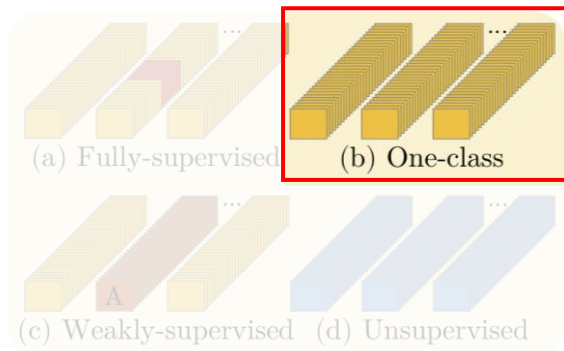 ...
...
(a) Fully-supervised
(b) One-class
...
...
A
(c) Weakly-supervised
(d) Unsupervised